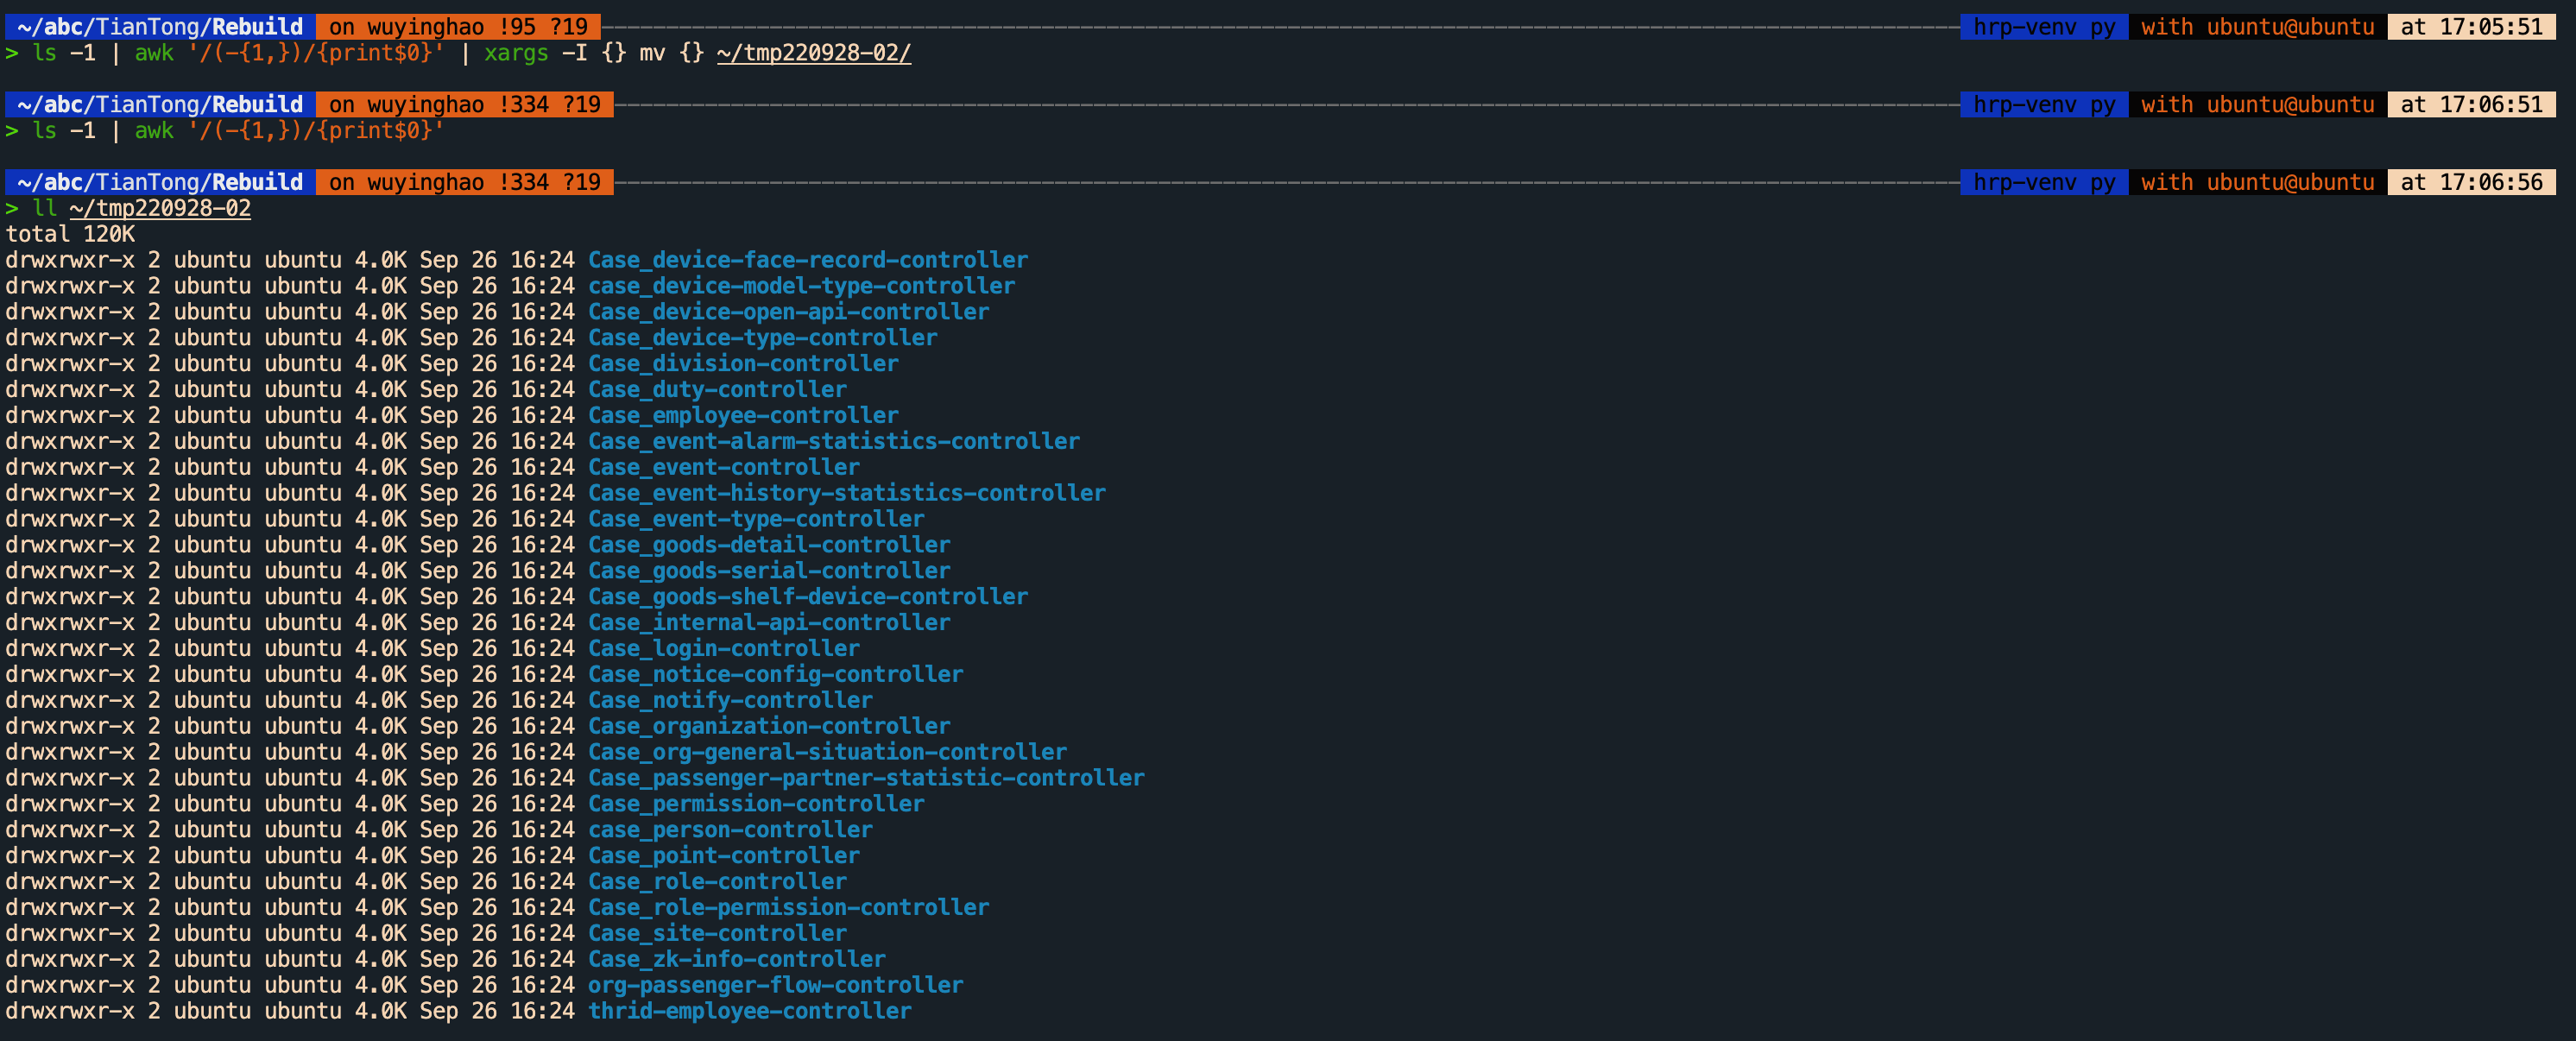 ~/abc/TianTong/Rebuild on wuyinghao !95 ?19 hrp-venv py with ubuntu@ubuntu at 17:05:51
> ls -1 | awk '/(-{1,})/{print$0}' | xargs -I {} mv {} ~/tmp220928-02/
~/abc/TianTong/Rebuild on wuyinghao !334 ?19 hrp-venv py with ubuntu@ubuntu at 17:06:51
> ls -1 | awk '/(-{1,})/{print$0}'
~/abc/TianTong/Rebuild on wuyinghao !334 ?19 hrp-venv py with ubuntu@ubuntu at 17:06:56
> ll ~/tmp220928-02
total 120K
drwxrwxr-x 2 ubuntu ubuntu 4.0K Sep 26 16:24 Case_device-face-record-controller
drwxrwxr-x 2 ubuntu ubuntu 4.0K Sep 26 16:24 case_device-model-type-controller
drwxrwxr-x 2 ubuntu ubuntu 4.0K Sep 26 16:24 Case_device-open-api-controller
drwxrwxr-x 2 ubuntu ubuntu 4.0K Sep 26 16:24 Case_device-type-controller
drwxrwxr-x 2 ubuntu ubuntu 4.0K Sep 26 16:24 Case_division-controller
drwxrwxr-x 2 ubuntu ubuntu 4.0K Sep 26 16:24 Case_duty-controller
drwxrwxr-x 2 ubuntu ubuntu 4.0K Sep 26 16:24 Case_employee-controller
drwxrwxr-x 2 ubuntu ubuntu 4.0K Sep 26 16:24 Case_event-alarm-statistics-controller
drwxrwxr-x 2 ubuntu ubuntu 4.0K Sep 26 16:24 Case_event-controller
drwxrwxr-x 2 ubuntu ubuntu 4.0K Sep 26 16:24 Case_event-history-statistics-controller
drwxrwxr-x 2 ubuntu ubuntu 4.0K Sep 26 16:24 Case_event-type-controller
drwxrwxr-x 2 ubuntu ubuntu 4.0K Sep 26 16:24 Case_goods-detail-controller
drwxrwxr-x 2 ubuntu ubuntu 4.0K Sep 26 16:24 Case_goods-serial-controller
drwxrwxr-x 2 ubuntu ubuntu 4.0K Sep 26 16:24 Case_goods-shelf-device-controller
drwxrwxr-x 2 ubuntu ubuntu 4.0K Sep 26 16:24 Case_internal-api-controller
drwxrwxr-x 2 ubuntu ubuntu 4.0K Sep 26 16:24 Case_login-controller
drwxrwxr-x 2 ubuntu ubuntu 4.0K Sep 26 16:24 Case_notice-config-controller
drwxrwxr-x 2 ubuntu ubuntu 4.0K Sep 26 16:24 Case_notify-controller
drwxrwxr-x 2 ubuntu ubuntu 4.0K Sep 26 16:24 Case_organization-controller
drwxrwxr-x 2 ubuntu ubuntu 4.0K Sep 26 16:24 Case_org-general-situation-controller
drwxrwxr-x 2 ubuntu ubuntu 4.0K Sep 26 16:24 Case_passenger-partner-statistic-controller
drwxrwxr-x 2 ubuntu ubuntu 4.0K Sep 26 16:24 Case_permission-controller
drwxrwxr-x 2 ubuntu ubuntu 4.0K Sep 26 16:24 case_person-controller
drwxrwxr-x 2 ubuntu ubuntu 4.0K Sep 26 16:24 Case_point-controller
drwxrwxr-x 2 ubuntu ubuntu 4.0K Sep 26 16:24 Case_role-controller
drwxrwxr-x 2 ubuntu ubuntu 4.0K Sep 26 16:24 Case_role-permission-controller
drwxrwxr-x 2 ubuntu ubuntu 4.0K Sep 26 16:24 Case_site-controller
drwxrwxr-x 2 ubuntu ubuntu 4.0K Sep 26 16:24 Case_zk-info-controller
drwxrwxr-x 2 ubuntu ubuntu 4.0K Sep 26 16:24 org-passenger-flow-controller
drwxrwxr-x 2 ubuntu ubuntu 4.0K Sep 26 16:24 thrid-employee-controller